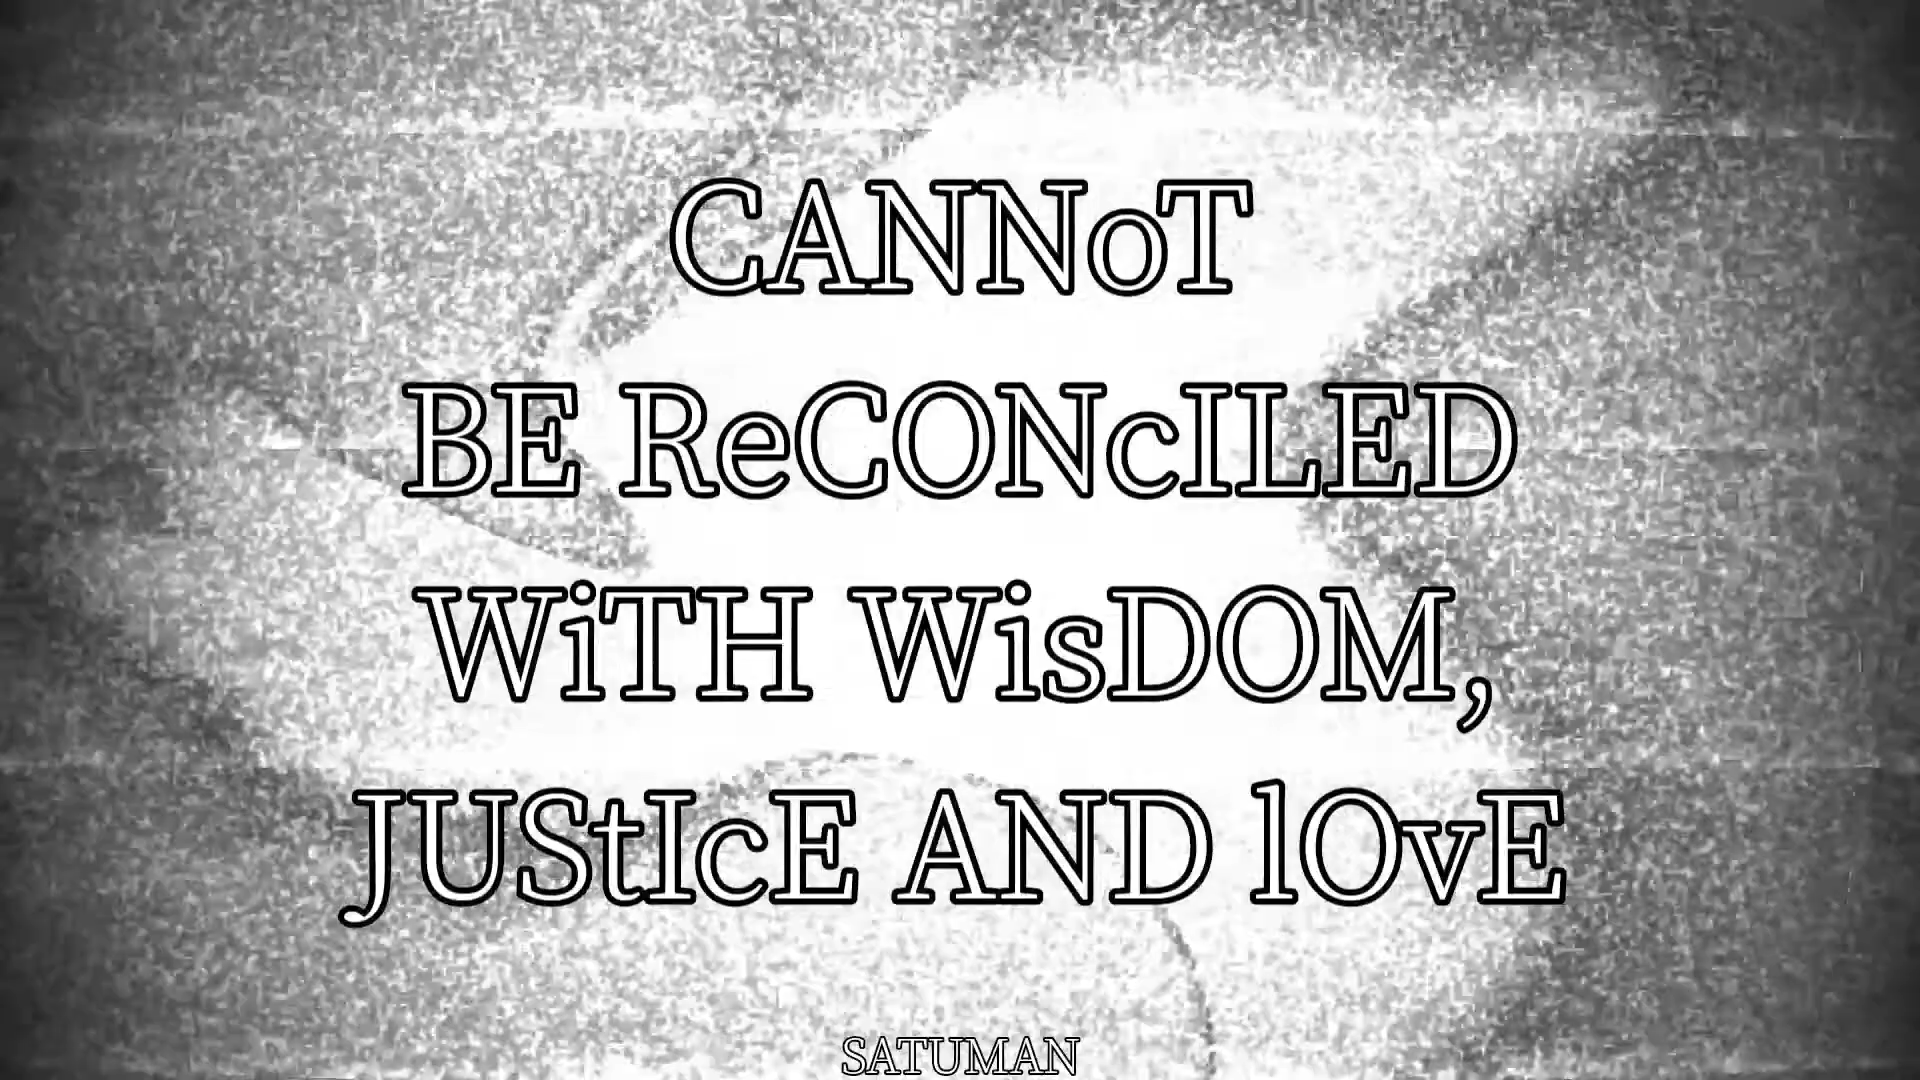 CANNoT
BE ReCONcILED
WiTH WisDOM,
JUStIcE AND lOvE
SATUMAN